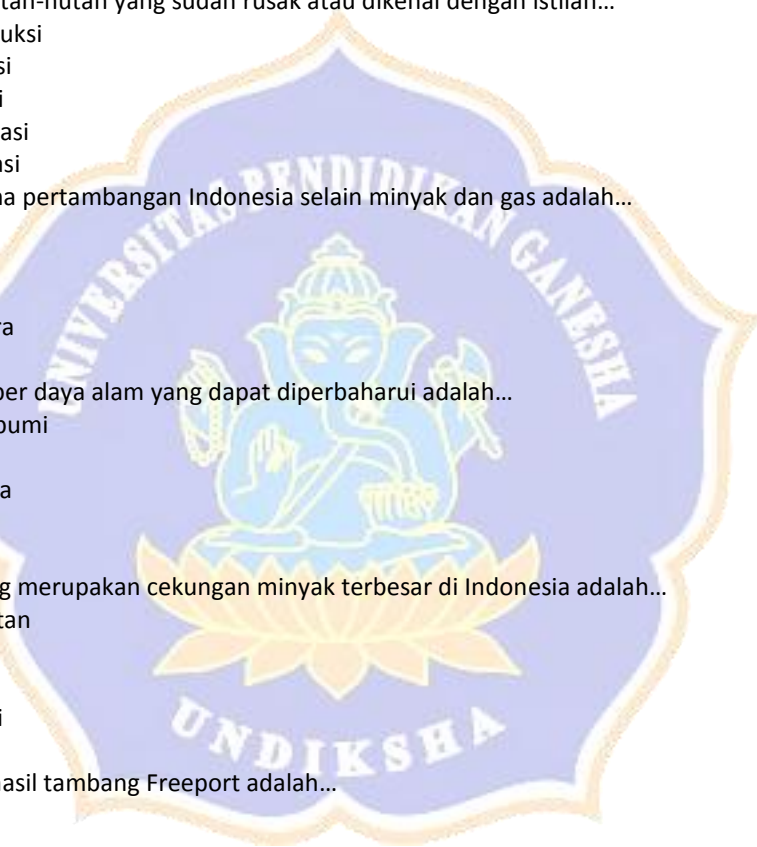 tan-hutan yang sudah rusak atau dikenal dengan istilah…
uksi
si
i
asi
nsi
na pertambangan Indonesia selain minyak dan gas adalah…
ra
ber daya alam yang dapat diperbaharui adalah…
bumi
a
g merupakan cekungan minyak terbesar di Indonesia adalah…
tan
i
hasil tambang Freeport adalah…
UNIVERSITAS PENDIDIKAN GANESHA
UNDIKSHA